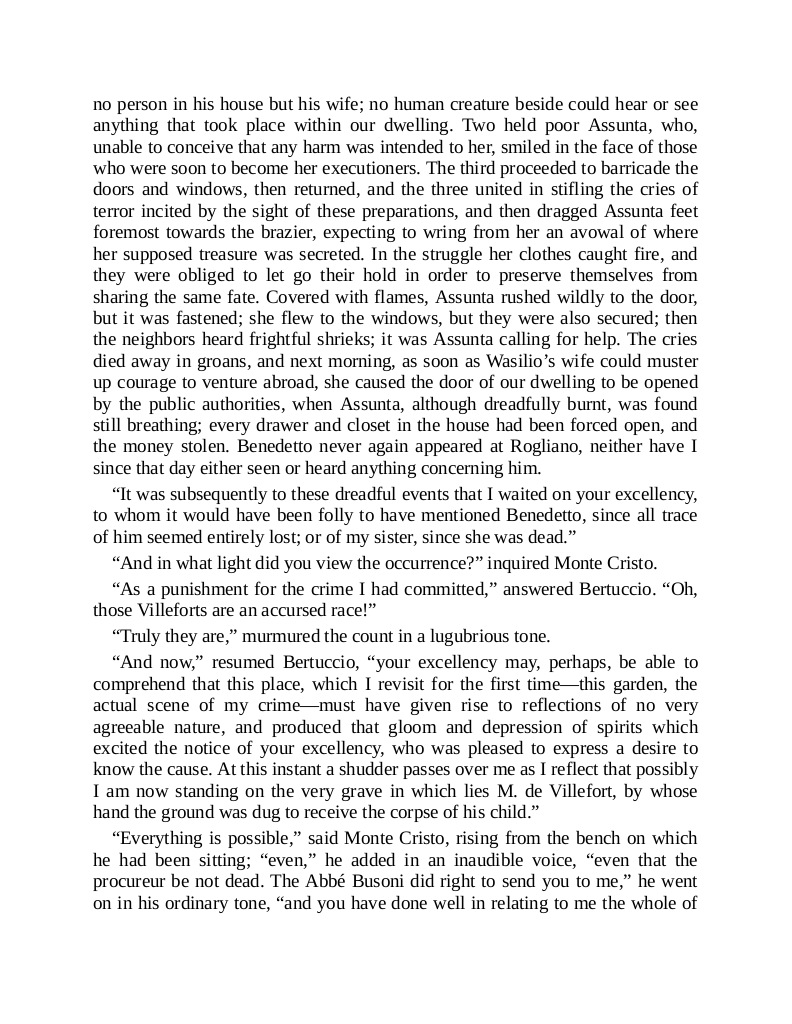 no person in his house but his wife; no human creature beside could hear or see
anything that took place within our dwelling. Two held poor Assunta, who,
unable to conceive that any harm was intended to her, smiled in the face of those
who were soon to become her executioners. The third proceeded to barricade the
doors and windows, then returned, and the three united in stifling the cries of
terror incited by the sight of these preparations, and then dragged Assunta feet
foremost towards the brazier, expecting to wring from her an avowal of where
her supposed treasure was secreted. In the struggle her clothes caught fire, and
they were obliged to let go their hold in order to preserve themselves from
sharing the same fate. Covered with flames, Assunta rushed wildly to the door,
but it was fastened; she flew to the windows, but they were also secured; then
the neighbors heard frightful shrieks; it was Assunta calling for help. The cries
died away in groans, and next morning, as soon as Wasilio’s wife could muster
up courage to venture abroad, she caused the door of our dwelling to be opened
by the public authorities, when Assunta, although dreadfully burnt, was found
still breathing; every drawer and closet in the house had been forced open, and
the money stolen. Benedetto never again appeared at Rogliano, neither have I
since that day either seen or heard anything concerning him.
“It was subsequently to these dreadful events that I waited on your excellency,
to whom it would have been folly to have mentioned Benedetto, since all trace
of him seemed entirely lost; or of my sister, since she was dead.”
“And in what light did you view the occurrence?” inquired Monte Cristo.
“As a punishment for the crime I had committed,” answered Bertuccio. “Oh,
those Villeforts are an accursed race!”
“Truly they are,” murmured the count in a lugubrious tone.
“And now,” resumed Bertuccio, “your excellency may, perhaps, be able to
comprehend that this place, which I revisit for the first time—this garden, the
actual scene of my crime—must have given rise to reflections of no very
agreeable nature, and produced that gloom and depression of spirits which
excited the notice of your excellency, who was pleased to express a desire to
know the cause. At this instant a shudder passes over me as I reflect that possibly
I am now standing on the very grave in which lies M. de Villefort, by whose
hand the ground was dug to receive the corpse of his child.”
“Everything is possible,” said Monte Cristo, rising from the bench on which
he had been sitting; “even,” he added in an inaudible voice, “even that the
procureur be not dead. The Abbé Busoni did right to send you to me,” he went
on in his ordinary tone, “and you have done well in relating to me the whole of